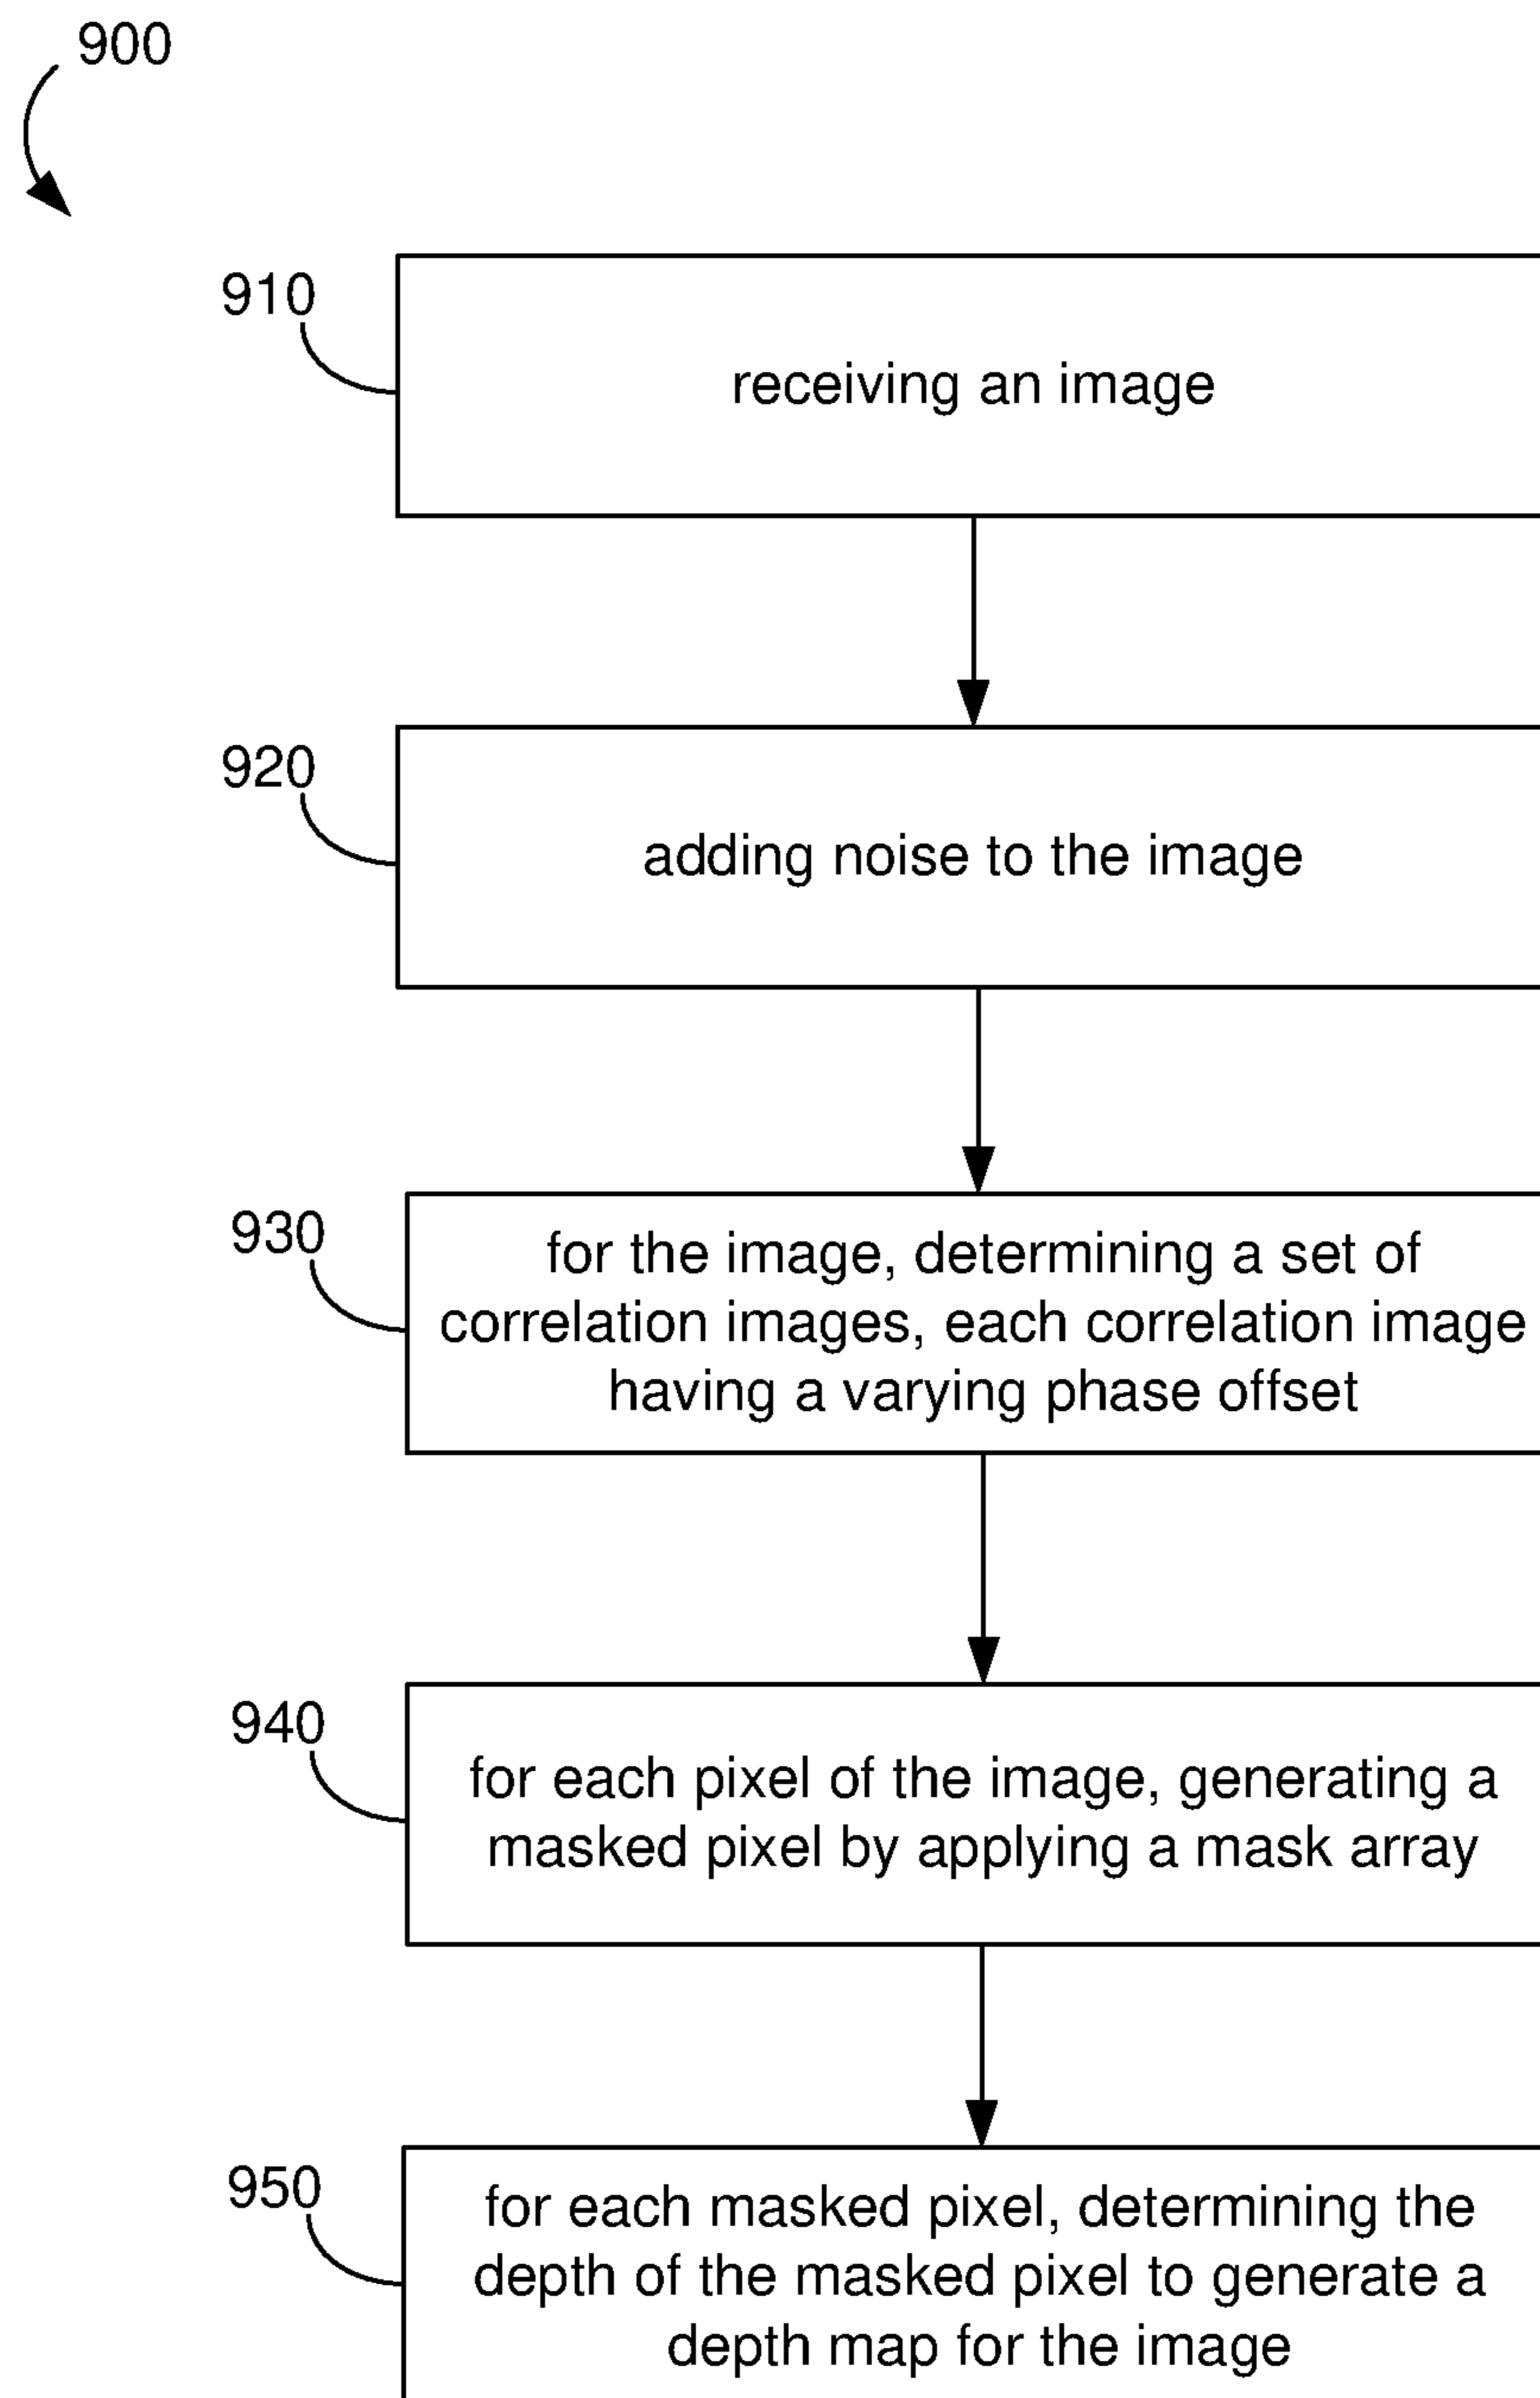 900
910
receiving an image
920
adding noise to the image
930
for the image, determining a set of
correlation images, each correlation image
having a varying phase offset
940
for each pixel of the image, generating a
masked pixel by applying a mask array
950
for each masked pixel, determining the
depth of the masked pixel to generate a
depth map for the image